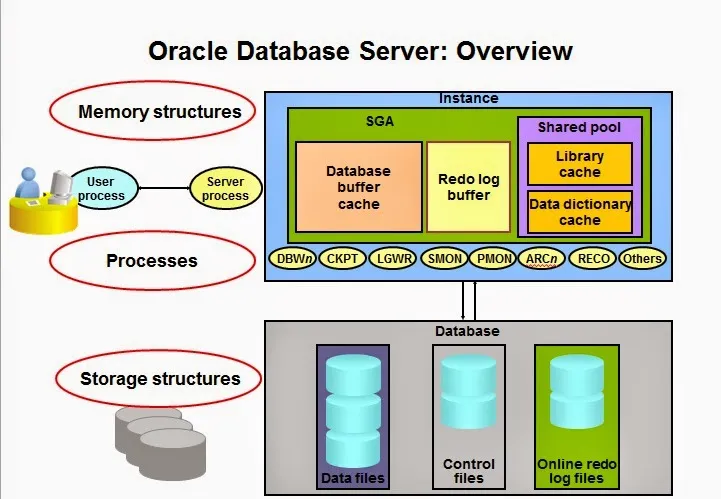 Oracle Database Server: Overview
Memory structures
Instance
SGA
Shared pool
Database
buffer
cache
Redo log
buffer
Library
cache
Data dictionary
cache
User
process
Server
process
Processes
DBWn
CKPT
LGWR
SMON
PMON
ARCn
RECO
Others
Database
Storage structures
Data files
Control
files
Online redo
log files